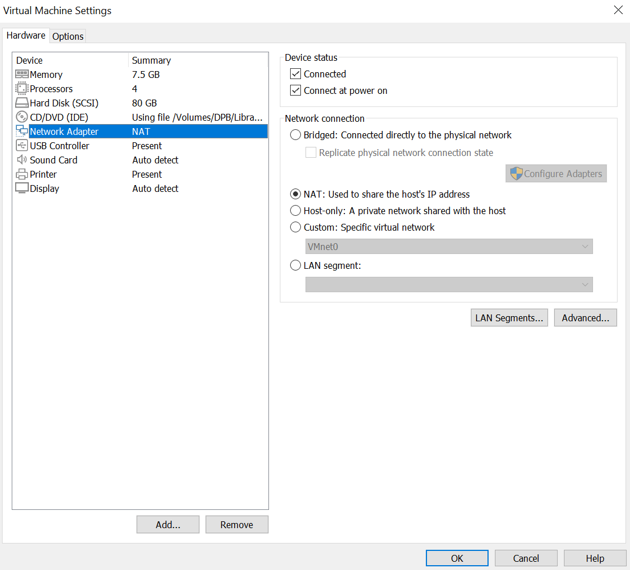 Virtual Machine Settings
Hardware Options
Device Summary
Memory 7.5 GB
Processors 4
Hard Disk (SCSI) 80 GB
CD/DVD (IDE) Using file /Volumes/DPB/Libra...
Network Adapter NAT
USB Controller Present
Sound Card Auto detect
Printer Present
Display Auto detect
Add... Remove
Device status
Connected
Connect at power on
Network connection
Bridged: Connected directly to the physical network
Replicate physical network connection state
Configure Adapters
NAT: Used to share the host's IP address
Host-only: A private network shared with the host
Custom: Specific virtual network
VMnet0
LAN segment:
LAN Segments... Advanced...
OK Cancel Help